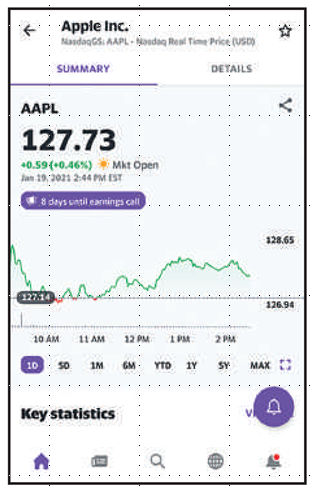 Apple Inc.
NasdaqGS: AAPL - Nasdaq Real Time Price (USD)
SUMMARY
DETAILS
AAPL
127.73
+0.59 (+0.46%) Mkt Open
Jan 19, 2021 2:44 PM EST
8 days until earnings call
128.65
127.14
126.94
10 AM 11 AM 12 PM 1 PM 2 PM
1D 5D 1M 6M YTD 1Y 5Y MAX
Key statistics